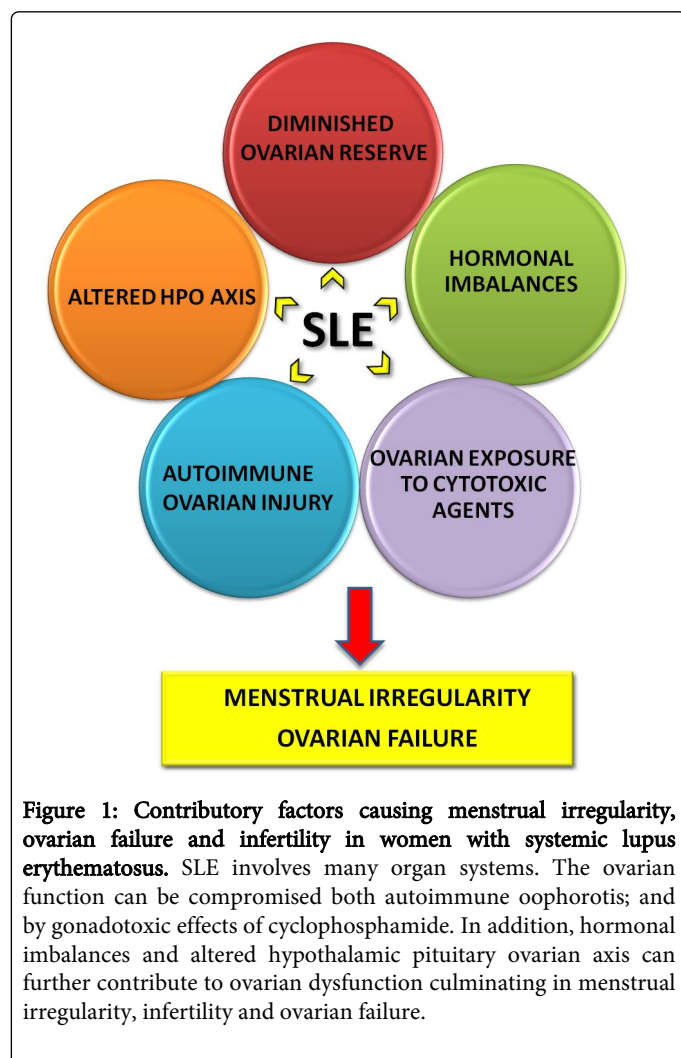 DIMINISHED
OVARIAN RESERVE
HORMONAL
IMBALANCES
ALTERED HPO AXIS
SLE
AUTOIMMUNE
OVARIAN INJURY
OVARIAN EXPOSURE
TO CYTOTOXIC
AGENTS
MENSTRUAL IRREGULARITY
OVARIAN FAILURE
Figure 1: Contributory factors causing menstrual irregularity,
ovarian failure and infertility in women with systemic lupus
erythematosus. SLE involves many organ systems. The ovarian
function can be compromised both autoimmune oophorotis; and
by gonadotoxic effects of cyclophosphamide. In addition, hormonal
imbalances and altered hypothalamic pituitary ovarian axis can
further contribute to ovarian dysfunction culminating in menstrual
irregularity, infertility and ovarian failure.